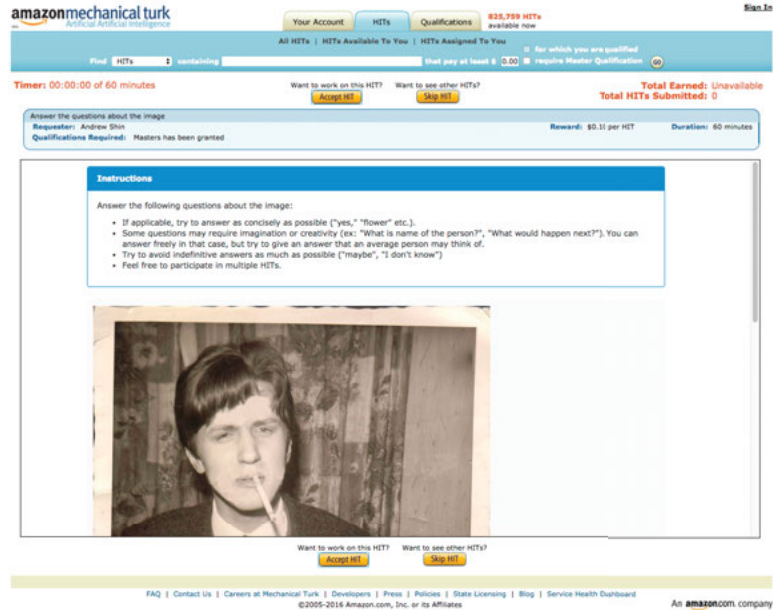 Sign In
amazonmechanical turk
Artificial Artificial Intelligence
Your Account HITs Qualifications 825,759 HITs available now
All HITs | HITs Available To You | HITs Assigned To You
for which you are qualified
Find HITs containing that pay at least $ 0.00 require Master Qualification GO
Timer: 00:00:00 of 60 minutes
Want to work on this HIT? Want to see other HITs?
Accept HIT Skip HIT
Total Earned: Unavailable
Total HITs Submitted: 0
Answer the questions about the image
Requester: Andrew Shin Reward: $0.11 per HIT Duration: 60 minutes
Qualifications Required: Masters has been granted
Instructions
Answer the following questions about the image:
• If applicable, try to answer as concisely as possible ("yes," "flower" etc.).
• Some questions may require imagination or creativity (ex: "What is name of the person?", "What would happen next?"). You can
answer freely in that case, but try to give an answer that an average person may think of.
• Try to avoid indefinitive answers as much as possible ("maybe", "I don't know")
• Feel free to participate in multiple HITs.
Want to work on this HIT? Want to see other HITs?
Accept HIT Skip HIT
FAQ | Contact Us | Careers at Mechanical Turk | Developers | Press | Policies | State Licensing | Blog | Service Health Dashboard
©2005-2016 Amazon.com, Inc. or its Affiliates
An amazon.com. company